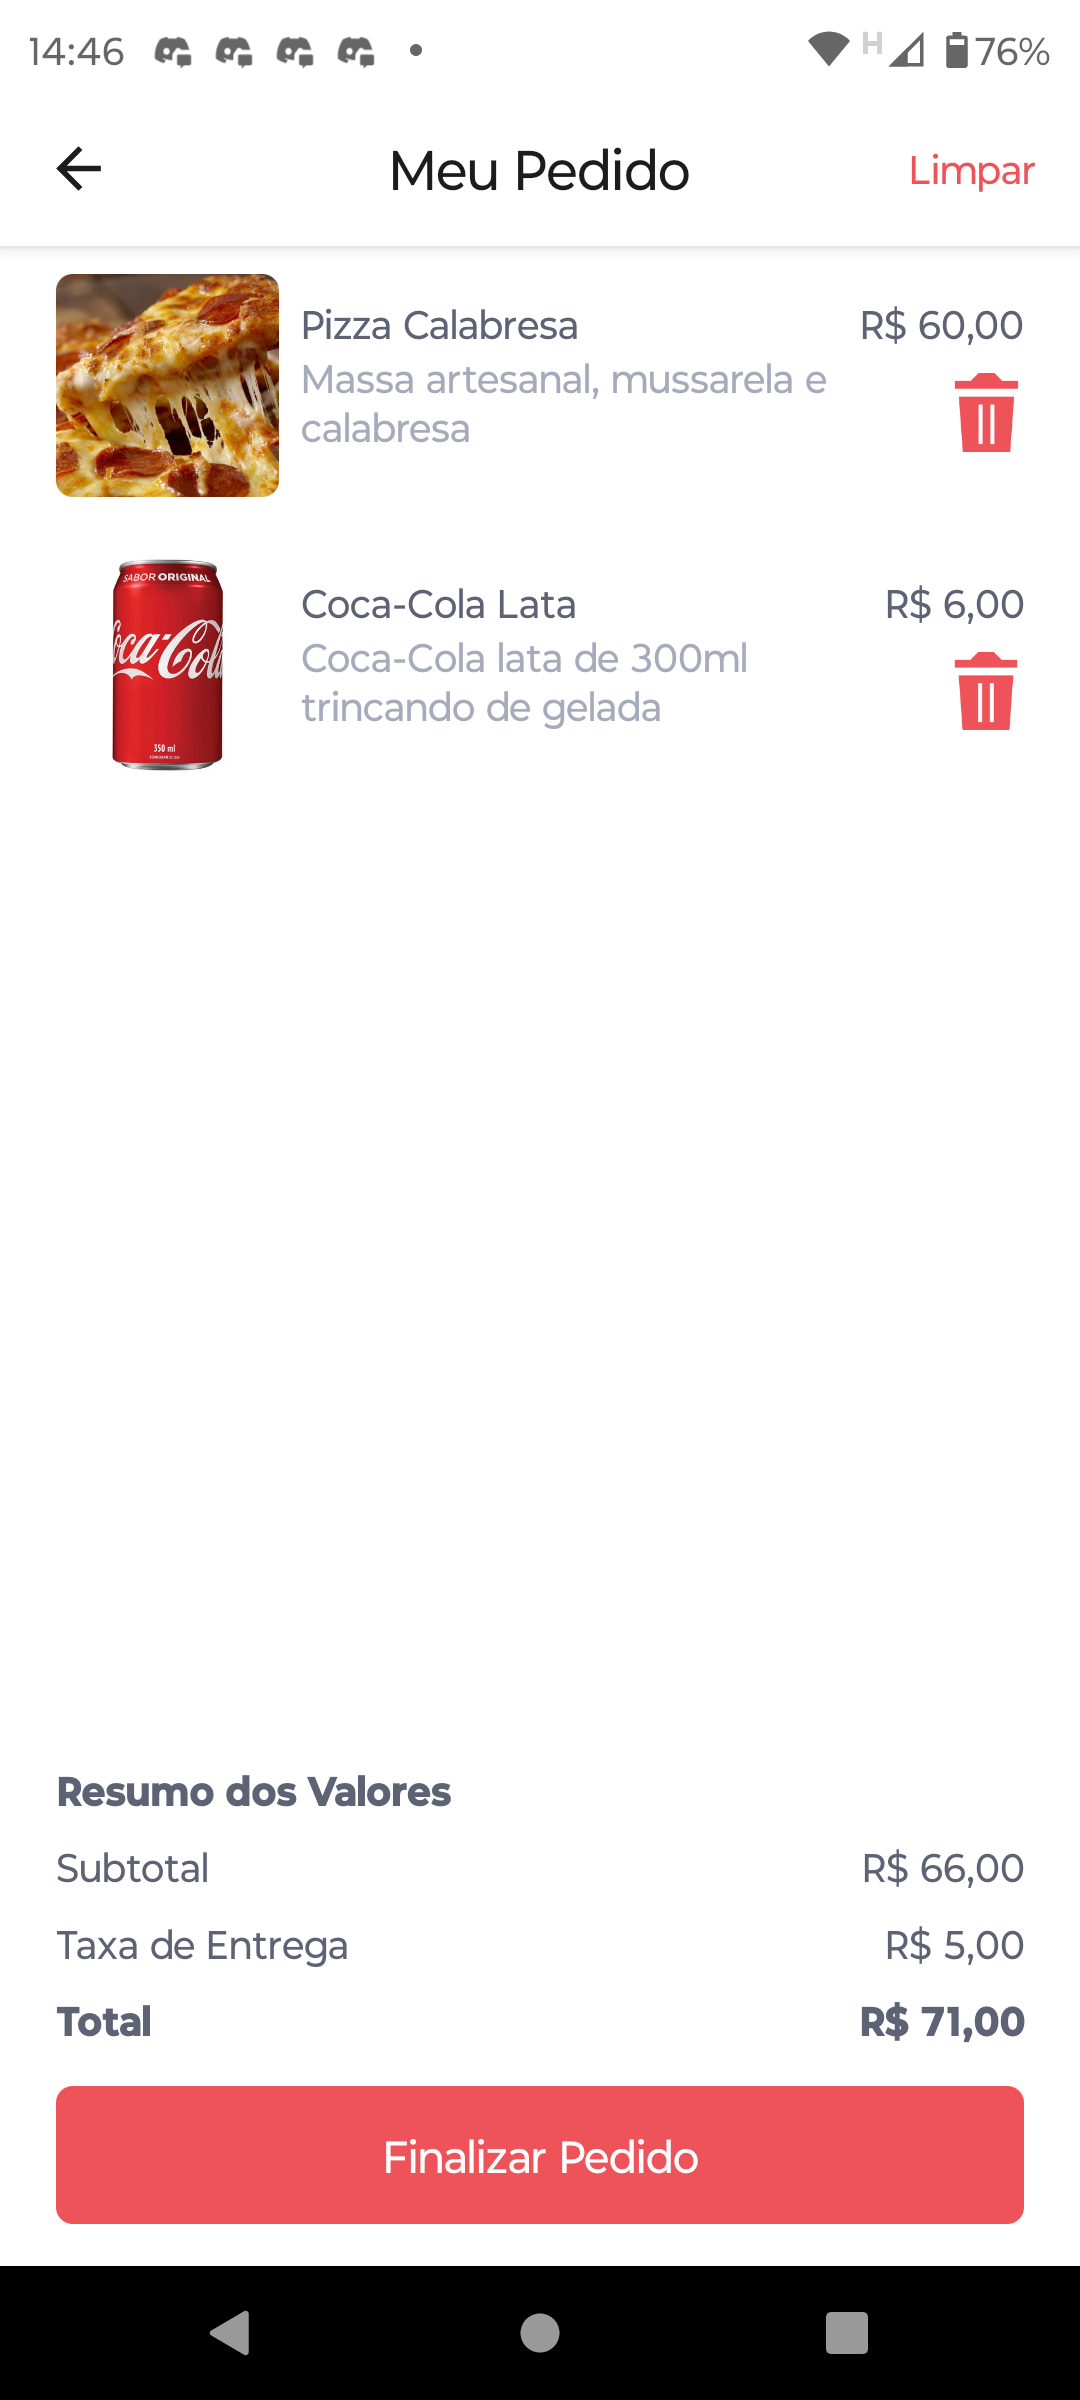 14:46
H
76%
Meu Pedido
Limpar
Pizza Calabresa
R$ 60,00
Massa artesanal, mussarela e
calabresa
SABOR ORIGINAL
Coca-Cola
350 ml
Coca-Cola Lata
R$ 6,00
Coca-Cola lata de 300ml
trincando de gelada
Resumo dos Valores
Subtotal
R$ 66,00
Taxa de Entrega
R$ 5,00
Total
R$ 71,00
Finalizar Pedido